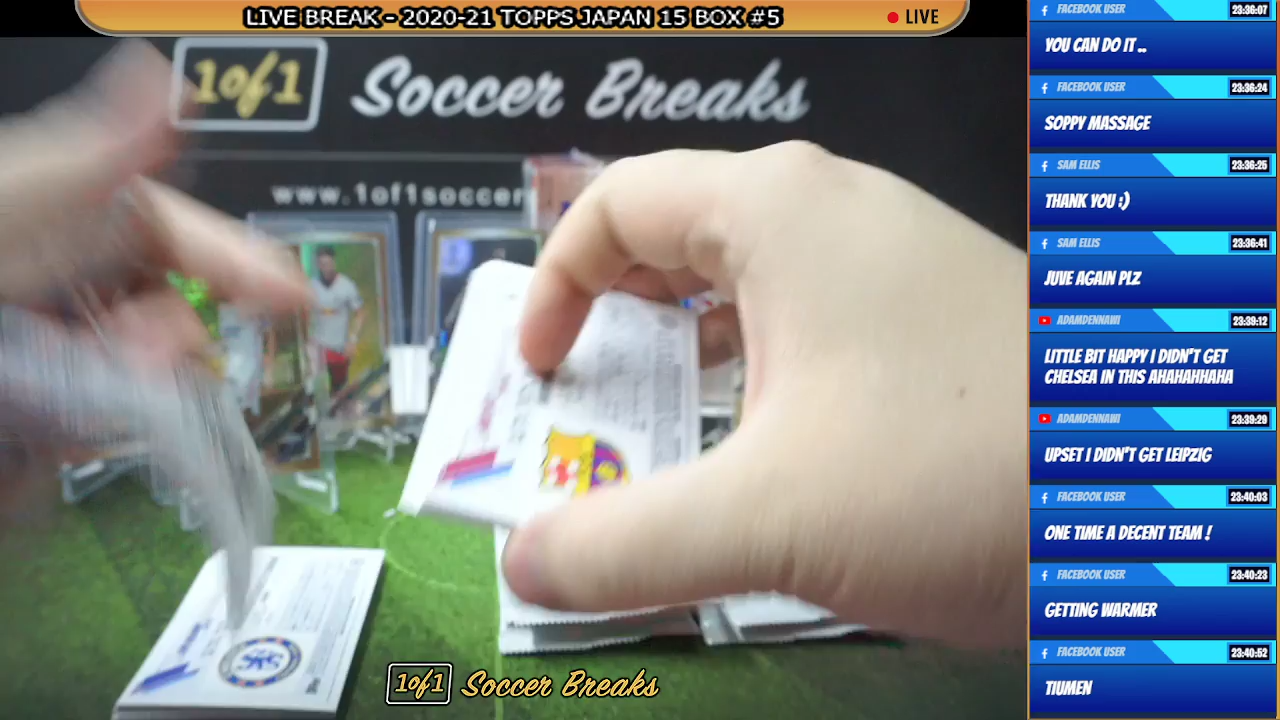 LIVE BREAK - 2020-21 TOPPS JAPAN 15 BOX #5
LIVE
1of1
Soccer Breaks
www.1of1soccer
1of1 Soccer Breaks
FACEBOOK USER 23:36:07
YOU CAN DO IT ..
FACEBOOK USER 23:36:24
SOPPY MASSAGE
SAM ELLIS 23:36:25
THANK YOU :)
SAM ELLIS 23:36:41
JUVE AGAIN PLZ
ADAMDENNAWI 23:39:12
LITTLE BIT HAPPY I DIDN'T GET
CHELSEA IN THIS AHAHAHHAHA
ADAMDENNAWI 23:39:29
UPSET I DIDN'T GET LEIPZIG
FACEBOOK USER 23:40:03
ONE TIME A DECENT TEAM !
FACEBOOK USER 23:40:23
GETTING WARMER
FACEBOOK USER 23:40:52
TIUMEN